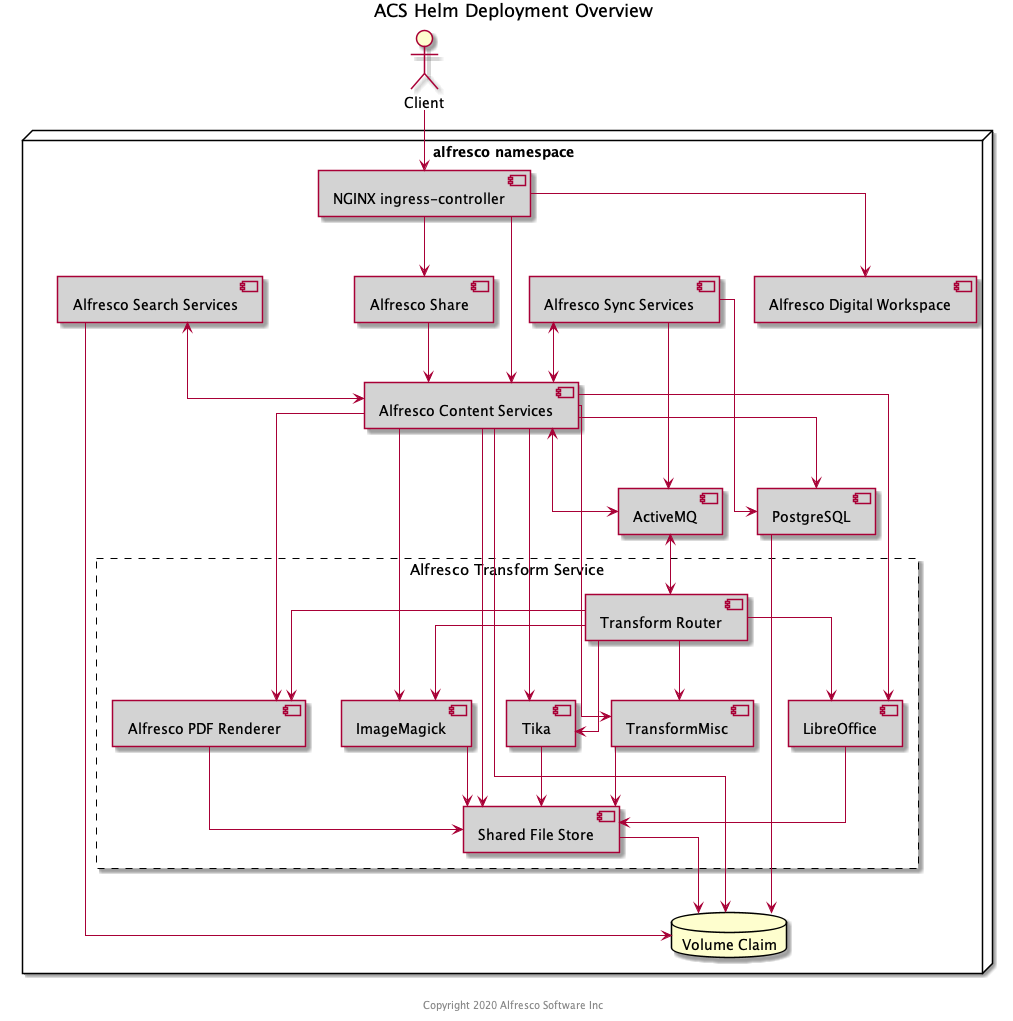 ACS Helm Deployment Overview
Client
alfresco namespace
NGINX ingress-controller
Alfresco Search Services
Alfresco Share
Alfresco Sync Services
Alfresco Digital Workspace
Alfresco Content Services
ActiveMQ
PostgreSQL
Alfresco Transform Service
Transform Router
Alfresco PDF Renderer
ImageMagick
Tika
TransformMisc
LibreOffice
Shared File Store
Volume Claim
Copyright 2020 Alfresco Software Inc